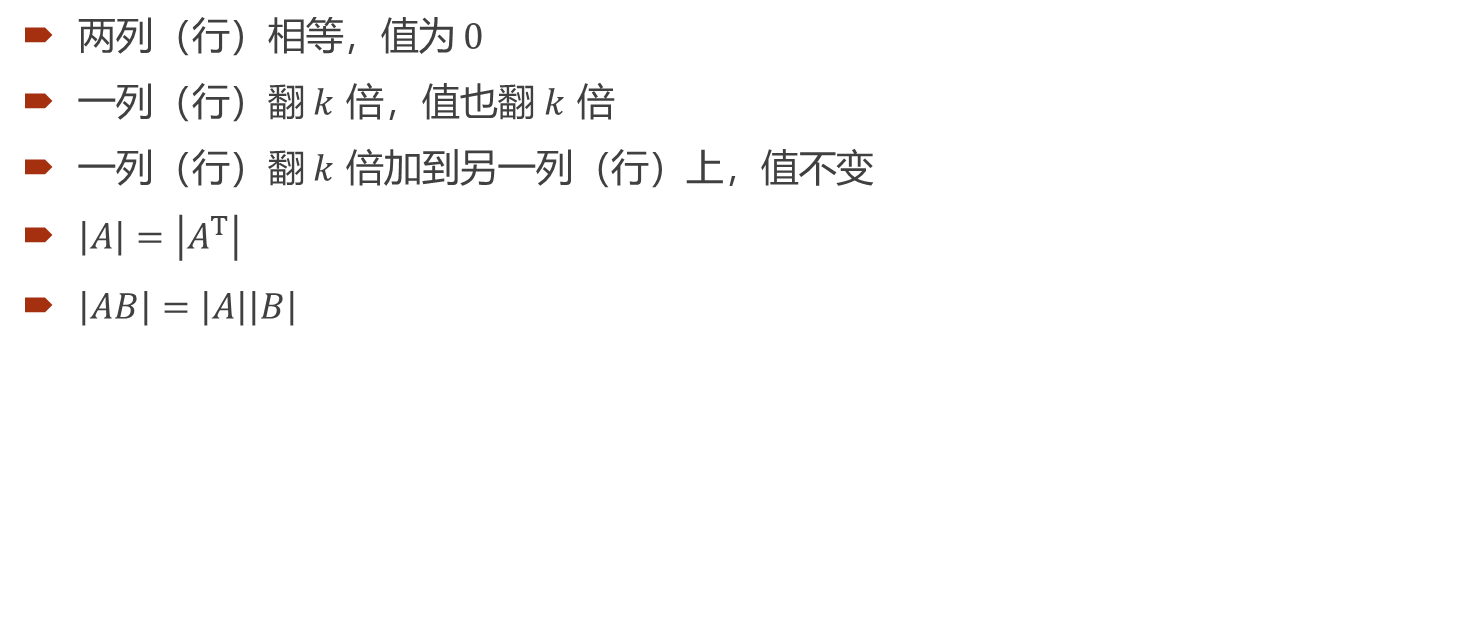 两列（行）相等，值为 0
一列（行）翻 k 倍，值也翻 k 倍
一列（行）翻 k 倍加到另一列（行）上，值不变
|A| = |Aᵀ|
|AB| = |A||B|